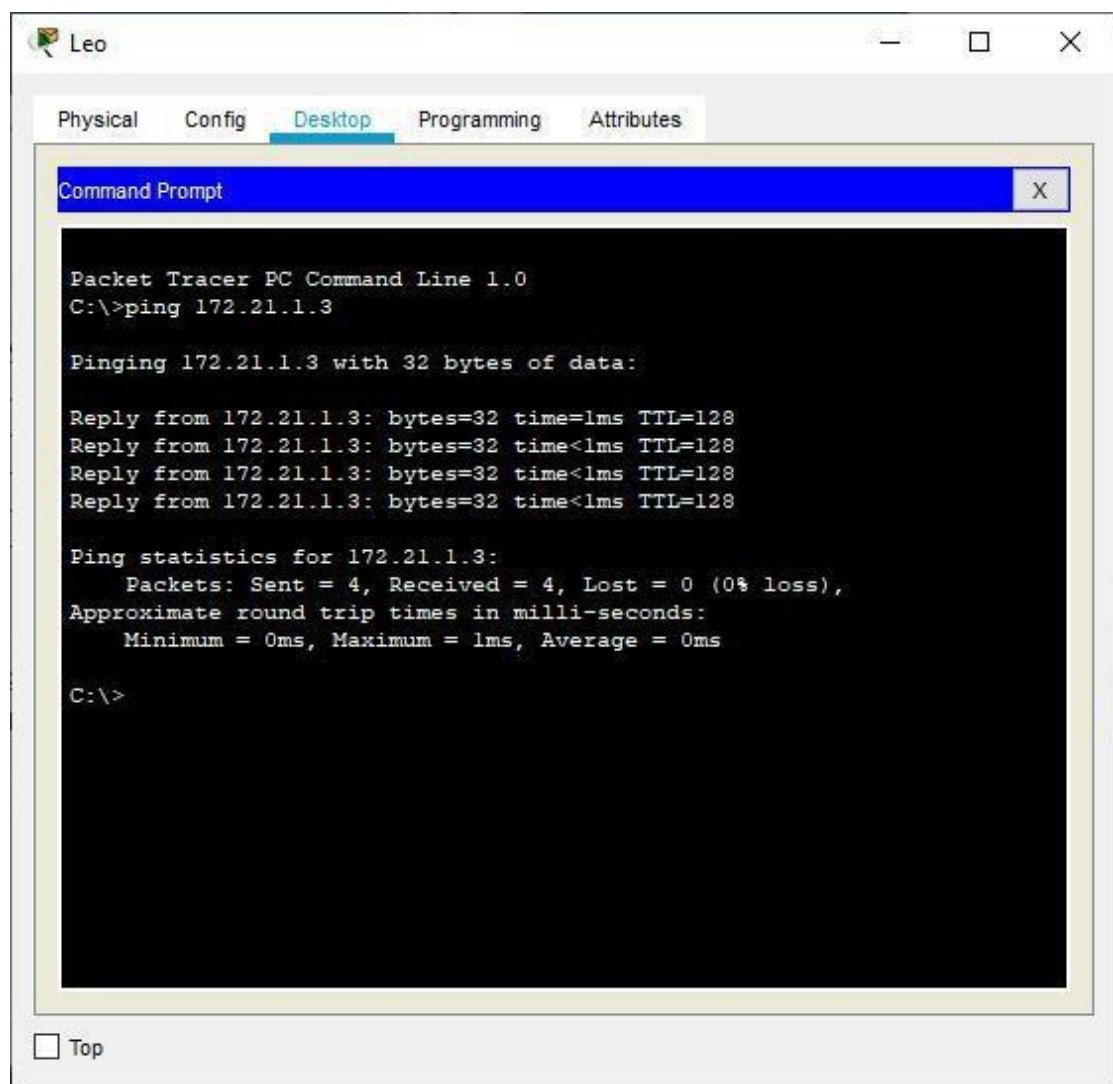 Leo
Physical Config Desktop Programming Attributes
Command Prompt X
Packet Tracer PC Command Line 1.0
C:\>ping 172.21.1.3
Pinging 172.21.1.3 with 32 bytes of data:
Reply from 172.21.1.3: bytes=32 time=1ms TTL=128
Reply from 172.21.1.3: bytes=32 time<1ms TTL=128
Reply from 172.21.1.3: bytes=32 time<1ms TTL=128
Reply from 172.21.1.3: bytes=32 time<1ms TTL=128
Ping statistics for 172.21.1.3:
Packets: Sent = 4, Received = 4, Lost = 0 (0% loss),
Approximate round trip times in milli-seconds:
Minimum = 0ms, Maximum = 1ms, Average = 0ms
C:\>
Top